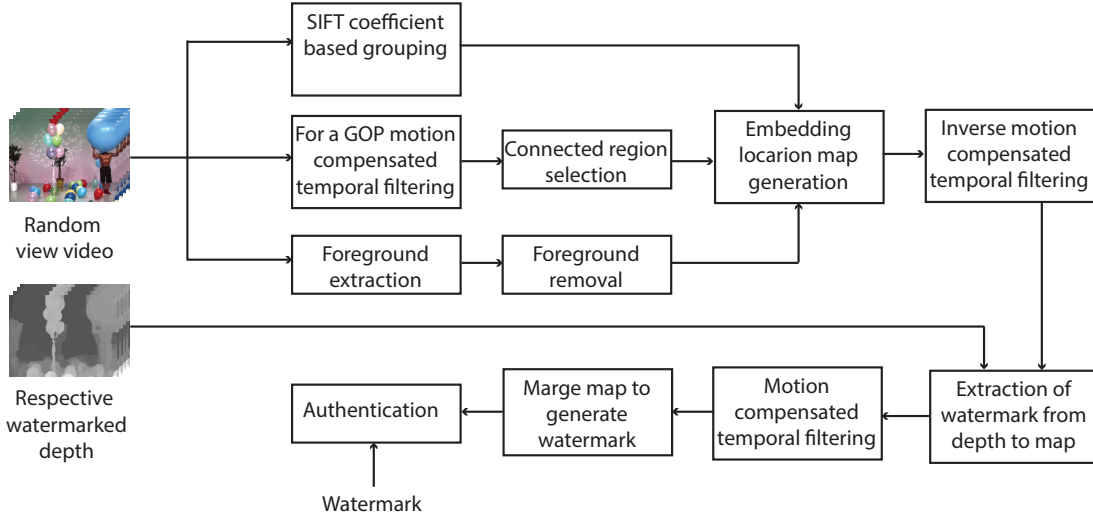 SIFT coefficient
based grouping
For a GOP motion
compensated
temporal filtering
Connected region
selection
Embedding
locarion map
generation
Inverse motion
compensated
temporal filtering
Random
view video
Foreground
extraction
Foreground
removal
Respective
watermarked
depth
Authentication
Marge map to
generate
watermark
Motion
compensated
temporal filtering
Extraction of
watermark from
depth to map
Watermark